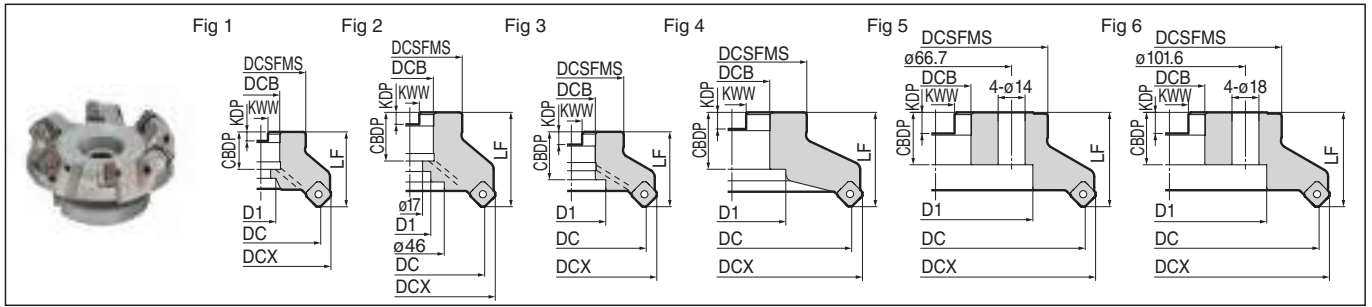 Fig 1
DCSFMS
DCB
KDP
KWW
CBDP
LF
D1
DC
DCX
Fig 2
DCSFMS
DCB
KDP
KWW
CBDP
LF
ø17
D1
ø46
DC
DCX
Fig 3
DCSFMS
DCB
KDP
KWW
CBDP
LF
D1
DC
DCX
Fig 4
DCSFMS
DCB
KDP
KWW
CBDP
LF
D1
DC
DCX
Fig 5
DCSFMS
ø66.7
DCB
4-ø14
KDP
KWW
CBDP
LF
D1
DC
DCX
Fig 6
DCSFMS
ø101.6
DCB
4-ø18
KDP
KWW
CBDP
LF
D1
DC
DCX